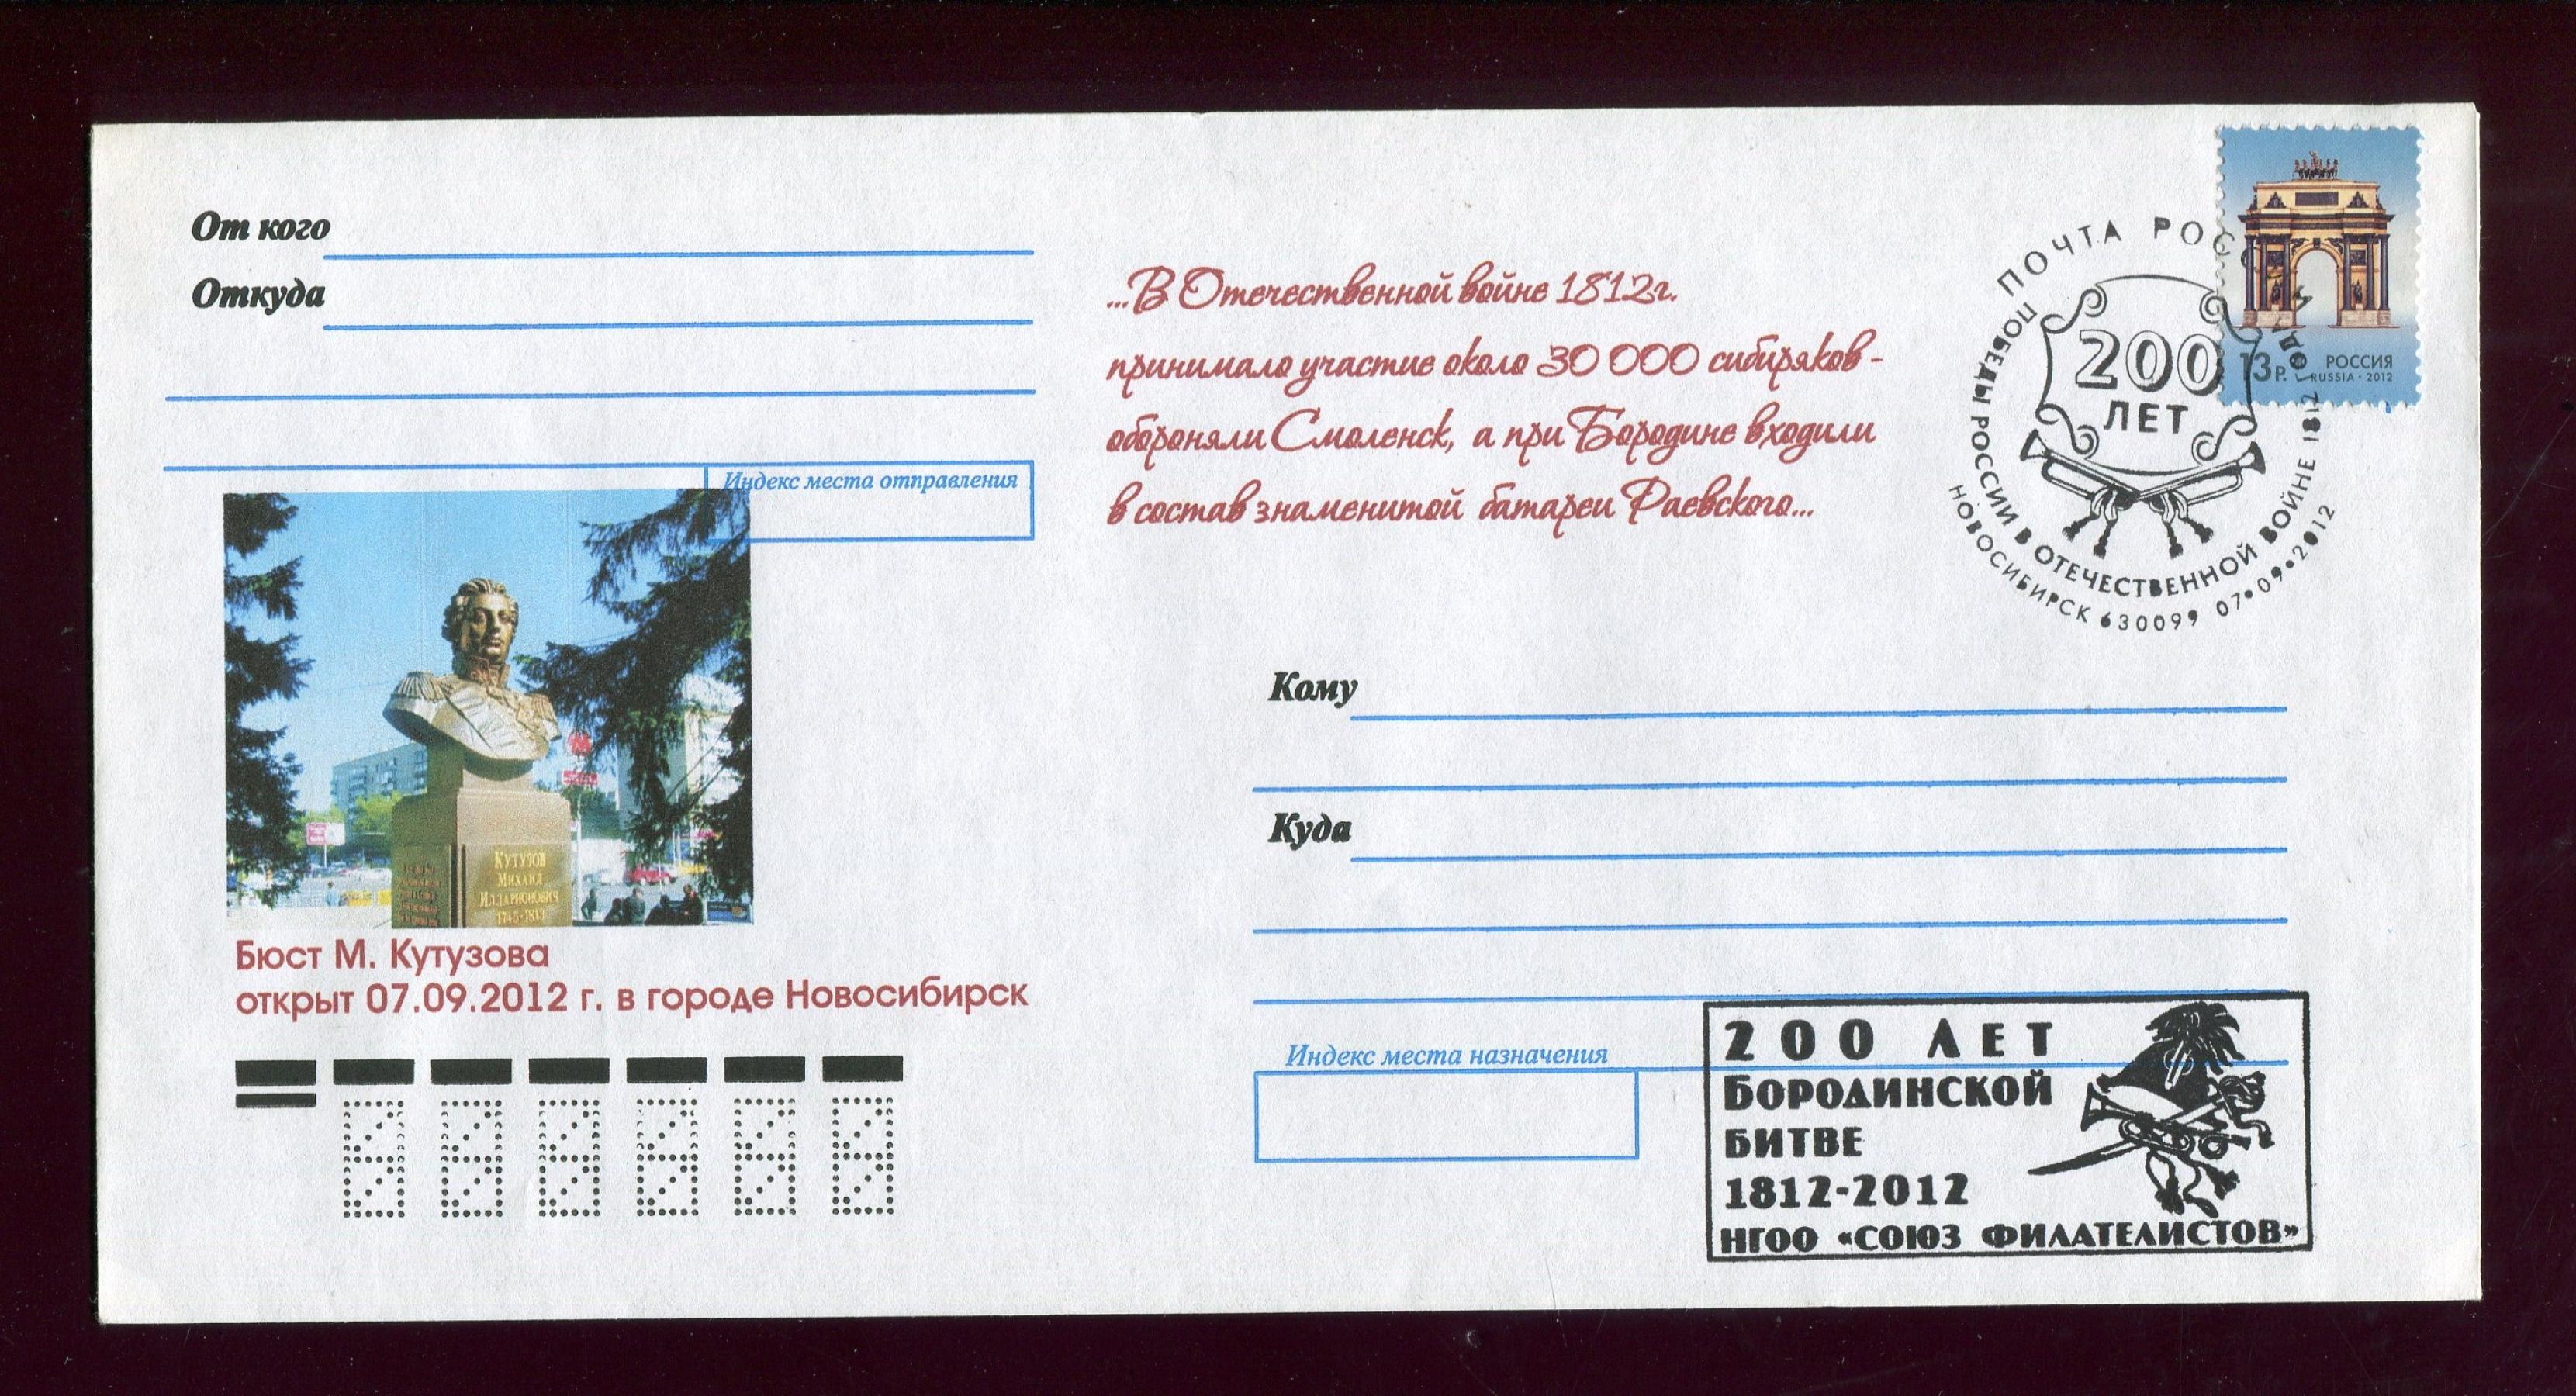 От кого
Откуда
Индекс места отправления
...В Отечественной войне 1812г.
принимало участие около 30 000 сибиряков-
обороняли Смоленск, а при Бородине входили
в состав знаменитой батареи Раевского...
ПОЧТА РОСС
ПОБЕДЫ РОССИИ В ОТЕЧЕСТВЕННОЙ ВОЙНЕ 1812 ГОДА
200
ЛЕТ
НОВОСИБИРСК 630099 07•09•2012
13 Р.
РОССИЯ
RUSSIA • 2012
КУТУЗОВ
МИХАИЛ
ИЛЛАРИОНОВИЧ
1745-1813
Бюст М. Кутузова
открыт 07.09.2012 г. в городе Новосибирск
Кому
Куда
Индекс места назначения
200 ЛЕТ
БОРОДИНСКОЙ
БИТВЕ
1812-2012
НГОО «СОЮЗ ФИЛАТЕЛИСТОВ»